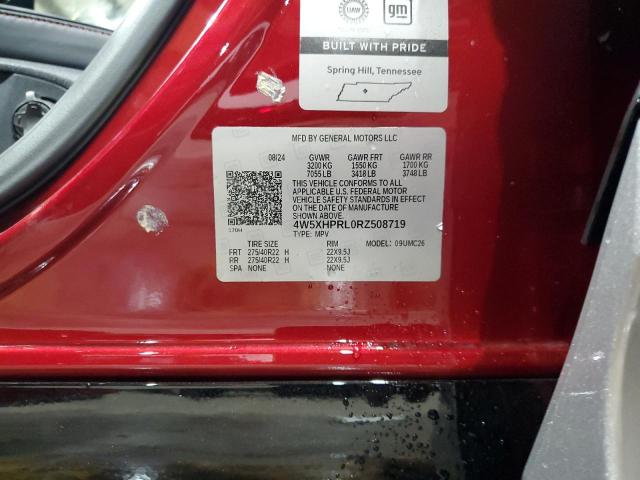 UAW
gm
BUILT WITH PRIDE
Spring Hill, Tennessee
MFD BY GENERAL MOTORS LLC
08/24 GVWR GAWR FRT GAWR RR
3200 KG 1550 KG 1700 KG
7055 LB 3418 LB 3748 LB
THIS VEHICLE CONFORMS TO ALL
APPLICABLE U.S. FEDERAL MOTOR
VEHICLE SAFETY STANDARDS IN EFFECT
ON THE DATE OF MANUFACTURE
SHOWN ABOVE.
170H 4W5XHPRL0RZ508719
TYPE: MPV
TIRE SIZE RIM MODEL: 09UMC26
FRT 275/40R22 H 22X9.5J
RR 275/40R22 H 22X9.5J
SPA NONE NONE